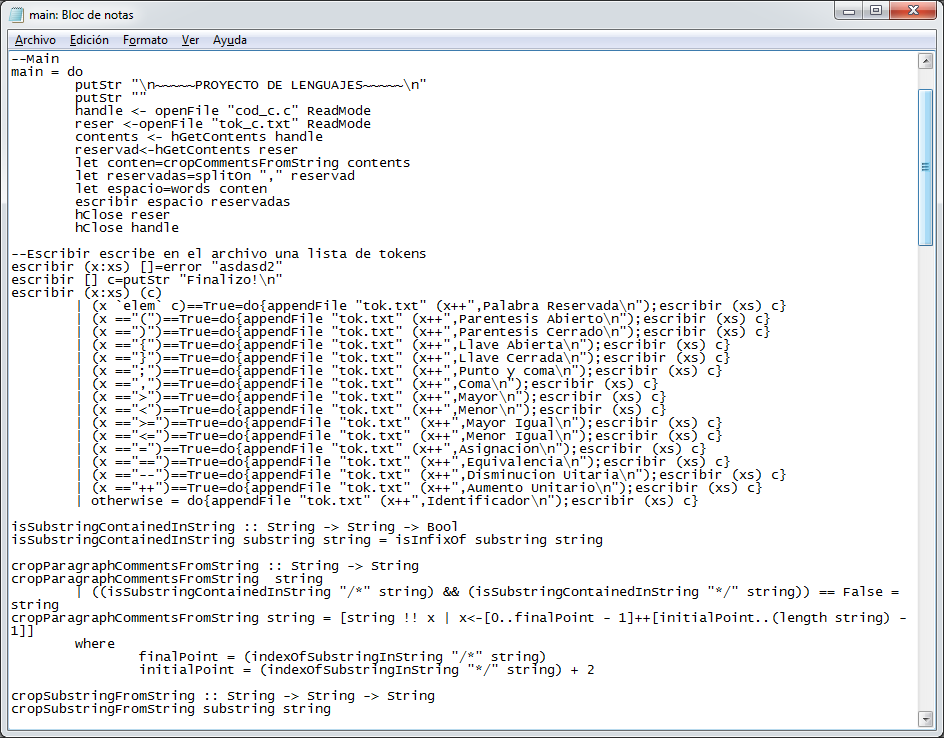 main: Bloc de notas
Archivo Edición Formato Ver Ayuda
--Main
main = do
        putStr "\n~~~~~PROYECTO DE LENGUAJES~~~~~\n"
        putStr ""
        handle <- openFile "cod_c.c" ReadMode
        reser <-openFile "tok_c.txt" ReadMode
        contents <- hGetContents handle
        reservad<-hGetContents reser
        let conten=cropCommentsFromString contents
        let reservadas=splitOn "," reservad
        let espacio=words conten
        escribir espacio reservadas
        hClose reser
        hClose handle
--Escribir escribe en el archivo una lista de tokens
escribir (x:xs) []=error "asdasd2"
escribir [] c=putStr "Finalizo!\n"
escribir (x:xs) (c)
        | (x `elem` c)==True=do{appendFile "tok.txt" (x++",Palabra Reservada\n");escribir (xs) c}
        | (x =="(")==True=do{appendFile "tok.txt" (x++",Parentesis Abierto\n");escribir (xs) c}
        | (x ==")")==True=do{appendFile "tok.txt" (x++",Parentesis Cerrado\n");escribir (xs) c}
        | (x =="{")==True=do{appendFile "tok.txt" (x++",Llave Abierta\n");escribir (xs) c}
        | (x =="}")==True=do{appendFile "tok.txt" (x++",Llave Cerrada\n");escribir (xs) c}
        | (x ==";")==True=do{appendFile "tok.txt" (x++",Punto y coma\n");escribir (xs) c}
        | (x ==",")==True=do{appendFile "tok.txt" (x++",Coma\n");escribir (xs) c}
        | (x ==">")==True=do{appendFile "tok.txt" (x++",Mayor\n");escribir (xs) c}
        | (x =="<")==True=do{appendFile "tok.txt" (x++",Menor\n");escribir (xs) c}
        | (x ==">=")==True=do{appendFile "tok.txt" (x++",Mayor Igual\n");escribir (xs) c}
        | (x =="<=")==True=do{appendFile "tok.txt" (x++",Menor Igual\n");escribir (xs) c}
        | (x =="=")==True=do{appendFile "tok.txt" (x++",Asignacion\n");escribir (xs) c}
        | (x =="==")==True=do{appendFile "tok.txt" (x++",Equivalencia\n");escribir (xs) c}
        | (x =="--")==True=do{appendFile "tok.txt" (x++",Disminucion Uitaria\n");escribir (xs) c}
        | (x =="++")==True=do{appendFile "tok.txt" (x++",Aumento Unitario\n");escribir (xs) c}
        | otherwise = do{appendFile "tok.txt" (x++",Identificador\n");escribir (xs) c}
isSubstringContainedInString :: String -> String -> Bool
isSubstringContainedInString substring string = isInfixOf substring string
cropParagraphCommentsFromString :: String -> String
cropParagraphCommentsFromString  string
        | ((isSubstringContainedInString "/*" string) && (isSubstringContainedInString "*/" string)) == False =
string
cropParagraphCommentsFromString string = [string !! x | x<-[0..finalPoint - 1]++[initialPoint..(length string) -
1]]
        where
                finalPoint = (indexOfSubstringInString "/*" string)
                initialPoint = (indexOfSubstringInString "*/" string) + 2
cropSubstringFromString :: String -> String -> String
cropSubstringFromString substring string